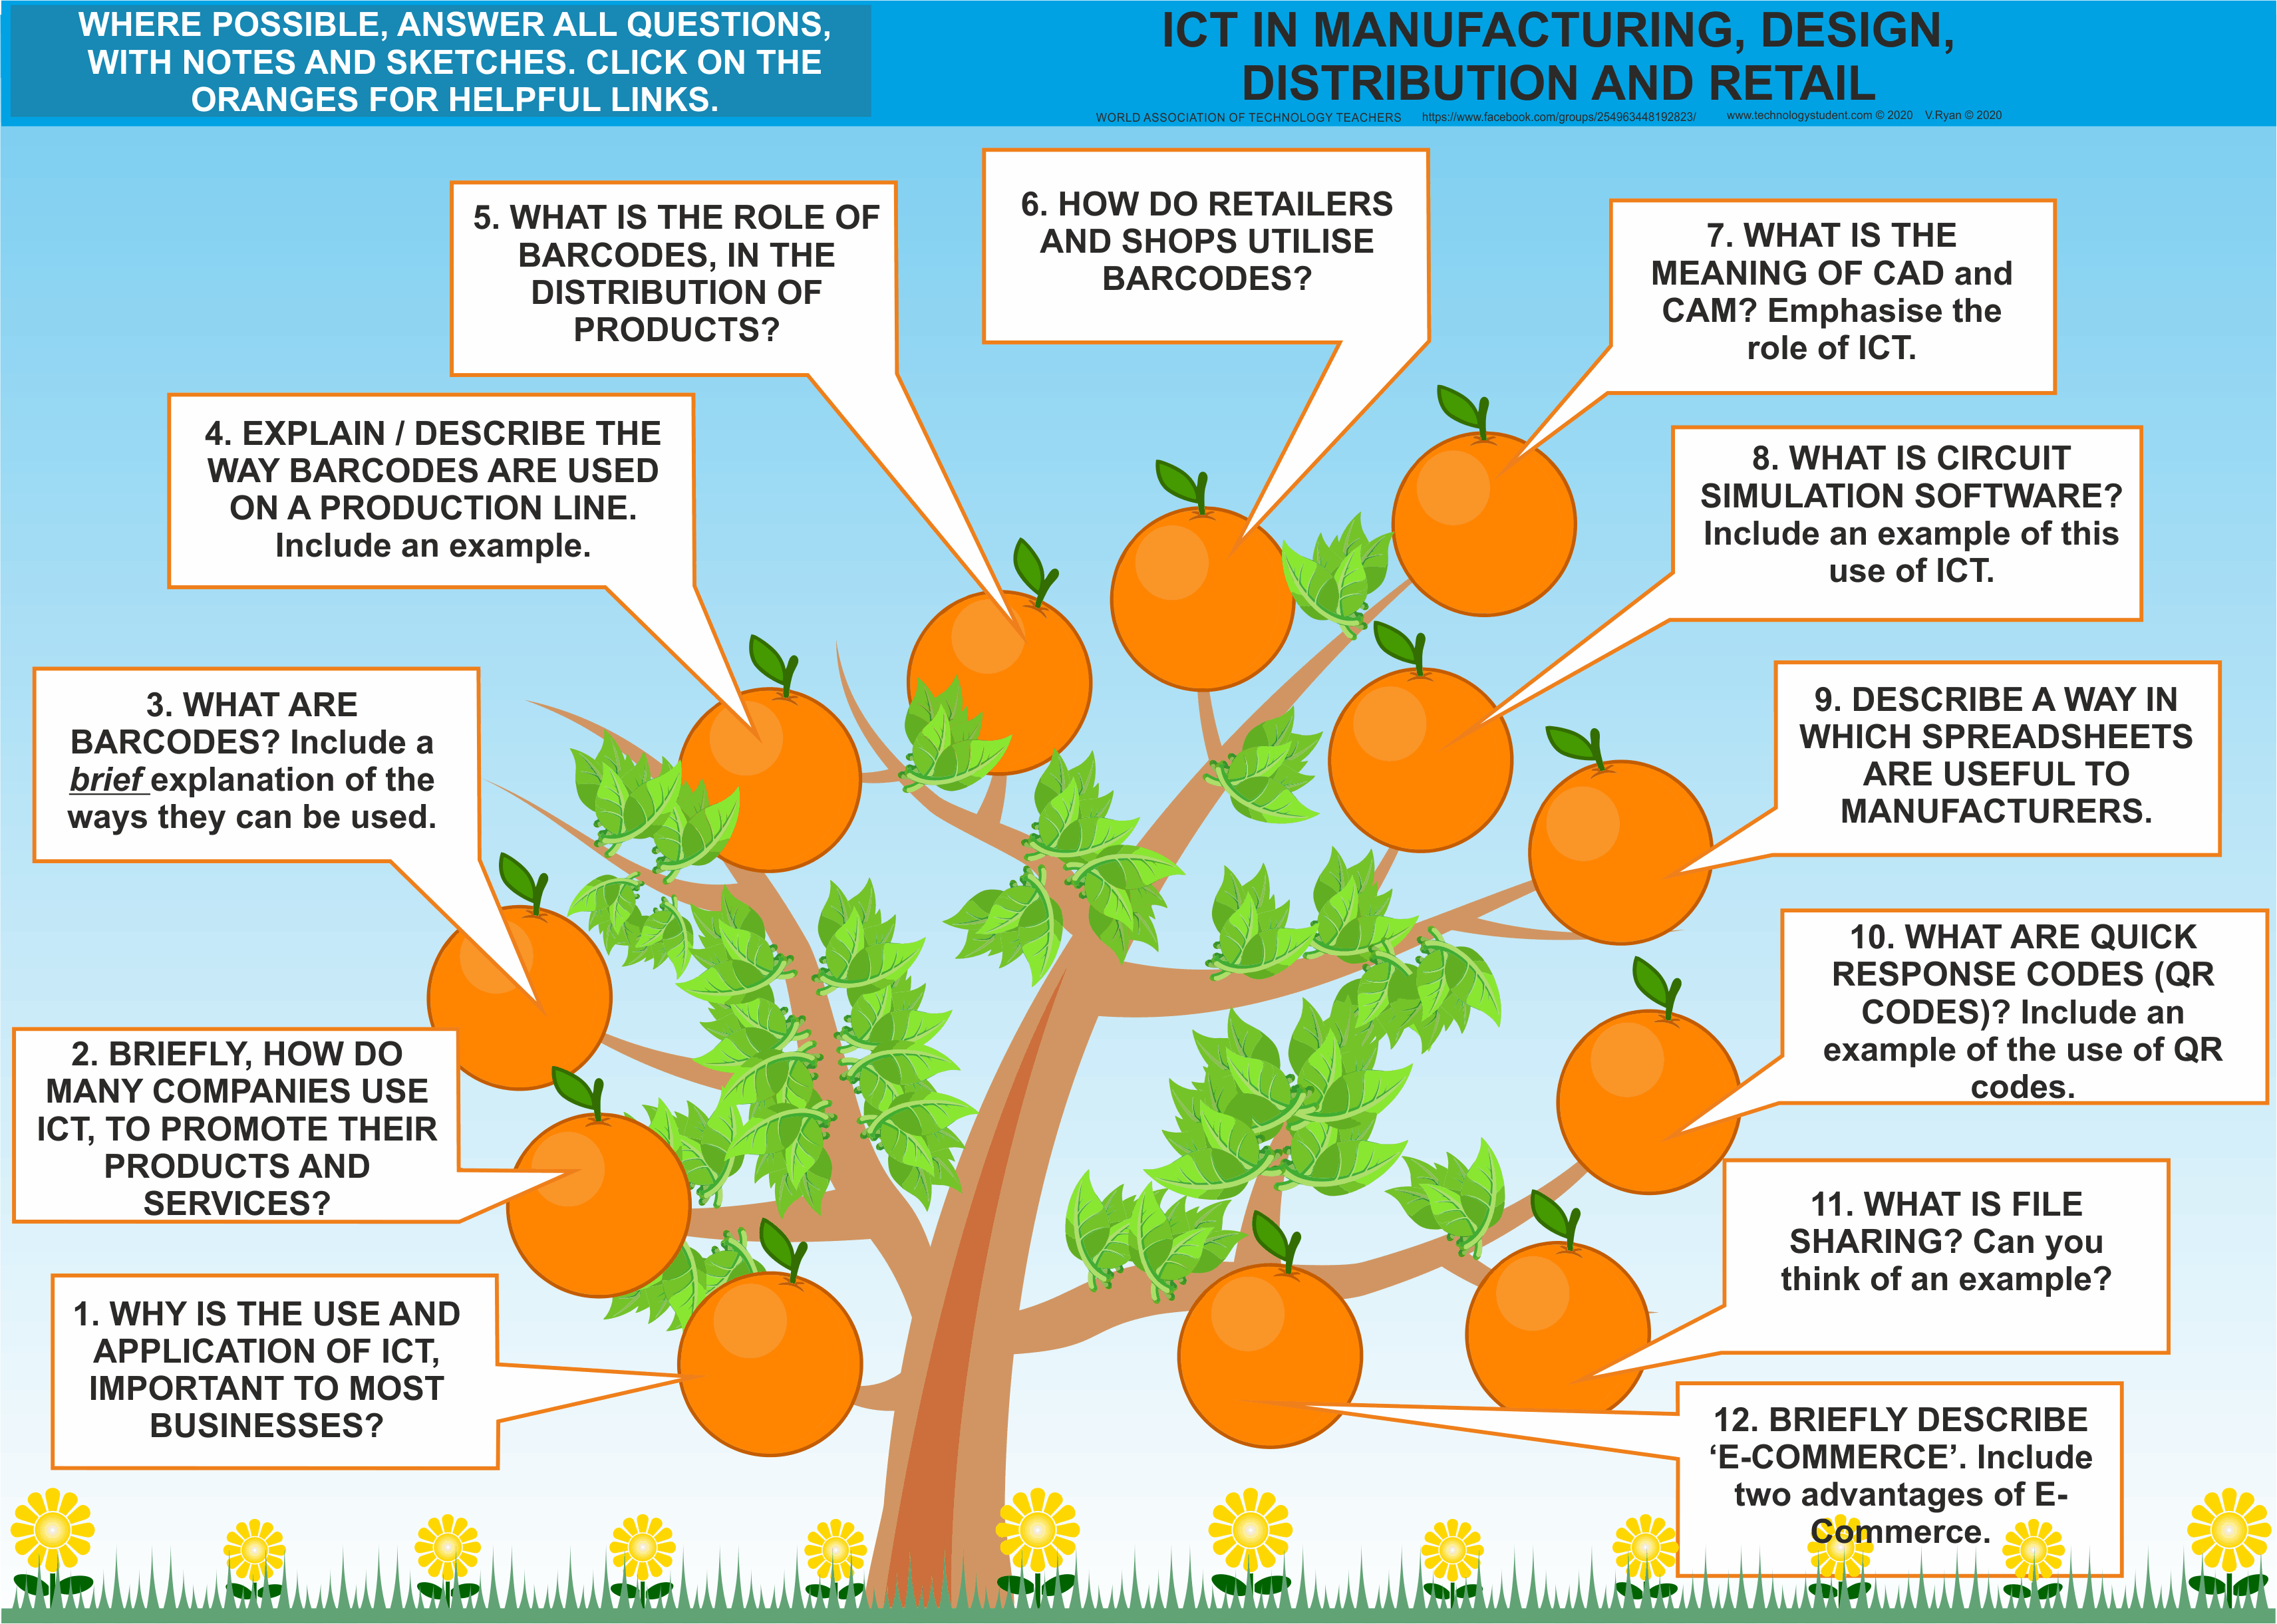 WHERE POSSIBLE, ANSWER ALL QUESTIONS,
WITH NOTES AND SKETCHES. CLICK ON THE
ORANGES FOR HELPFUL LINKS.
ICT IN MANUFACTURING, DESIGN,
DISTRIBUTION AND RETAIL
WORLD ASSOCIATION OF TECHNOLOGY TEACHERS https://www.facebook.com/groups/254963448192823/ www.technologystudent.com © 2020 V.Ryan © 2020
1. WHY IS THE USE AND
APPLICATION OF ICT,
IMPORTANT TO MOST
BUSINESSES?
2. BRIEFLY, HOW DO
MANY COMPANIES USE
ICT, TO PROMOTE THEIR
PRODUCTS AND
SERVICES?
3. WHAT ARE
BARCODES? Include a
brief explanation of the
ways they can be used.
4. EXPLAIN / DESCRIBE THE
WAY BARCODES ARE USED
ON A PRODUCTION LINE.
Include an example.
5. WHAT IS THE ROLE OF
BARCODES, IN THE
DISTRIBUTION OF
PRODUCTS?
6. HOW DO RETAILERS
AND SHOPS UTILISE
BARCODES?
7. WHAT IS THE
MEANING OF CAD and
CAM? Emphasise the
role of ICT.
8. WHAT IS CIRCUIT
SIMULATION SOFTWARE?
Include an example of this
use of ICT.
9. DESCRIBE A WAY IN
WHICH SPREADSHEETS
ARE USEFUL TO
MANUFACTURERS.
10. WHAT ARE QUICK
RESPONSE CODES (QR
CODES)? Include an
example of the use of QR
codes.
11. WHAT IS FILE
SHARING? Can you
think of an example?
12. BRIEFLY DESCRIBE
‘E-COMMERCE’. Include
two advantages of E-
Commerce.